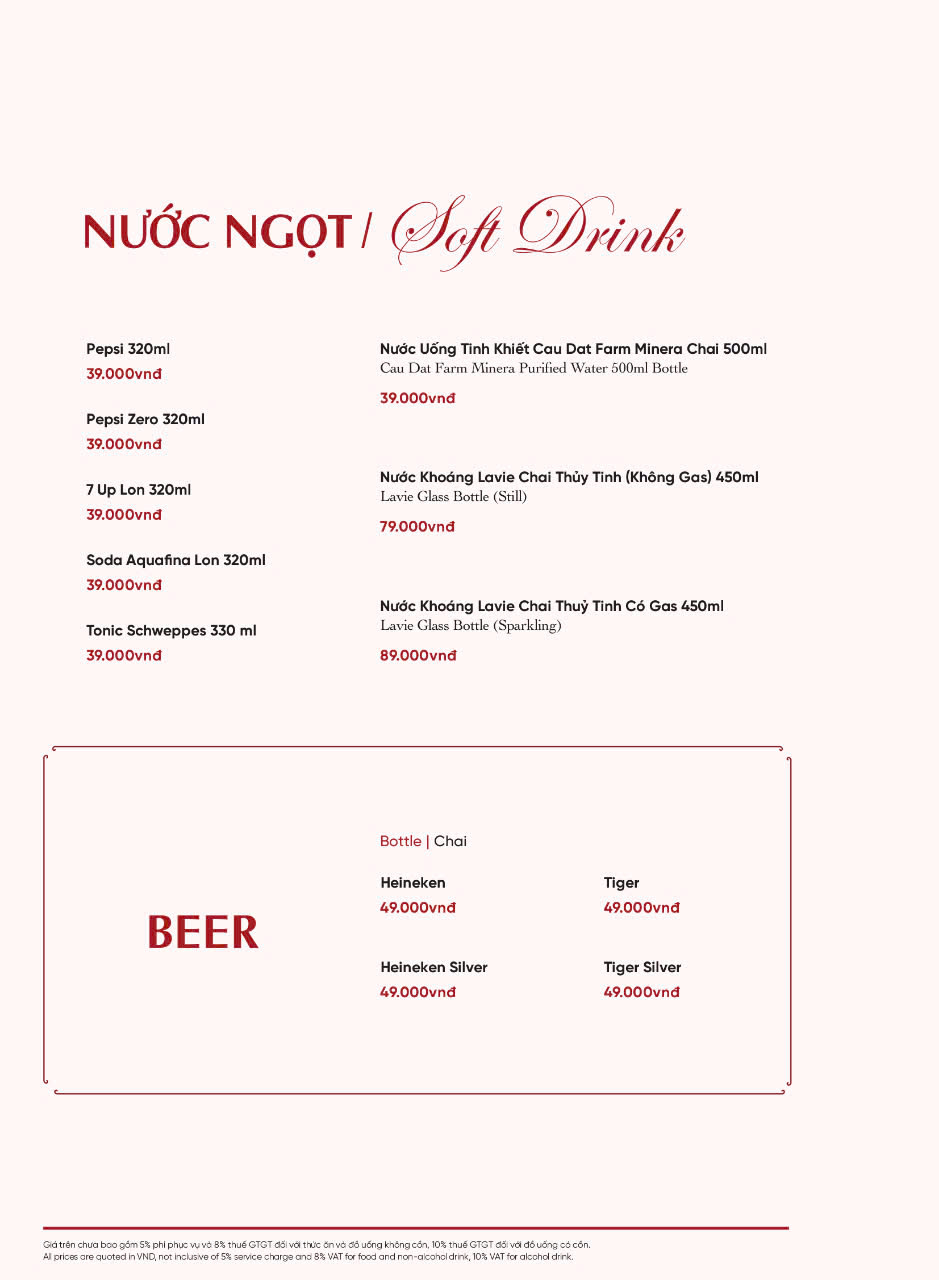 NƯỚC NGỌT / Soft Drink
Pepsi 320ml
39.000vnđ
Pepsi Zero 320ml
39.000vnđ
7 Up Lon 320ml
39.000vnđ
Soda Aquafina Lon 320ml
39.000vnđ
Tonic Schweppes 330 ml
39.000vnđ
Nước Uống Tinh Khiết Cau Dat Farm Minera Chai 500ml
Cau Dat Farm Minera Purified Water 500ml Bottle
39.000vnđ
Nước Khoáng Lavie Chai Thủy Tinh (Không Gas) 450ml
Lavie Glass Bottle (Still)
79.000vnđ
Nước Khoáng Lavie Chai Thuỷ Tinh Có Gas 450ml
Lavie Glass Bottle (Sparkling)
89.000vnđ
BEER
Bottle | Chai
Heineken
49.000vnđ
Tiger
49.000vnđ
Heineken Silver
49.000vnđ
Tiger Silver
49.000vnđ
Giá trên chưa bao gồm 5% phí phục vụ và 8% thuế GTGT đối với thức ăn và đồ uống không cồn, 10% thuế GTGT đối với đồ uống có cồn.
All prices are quoted in VND, not inclusive of 5% service charge and 8% VAT for food and non-alcohol drink, 10% VAT for alcohol drink.